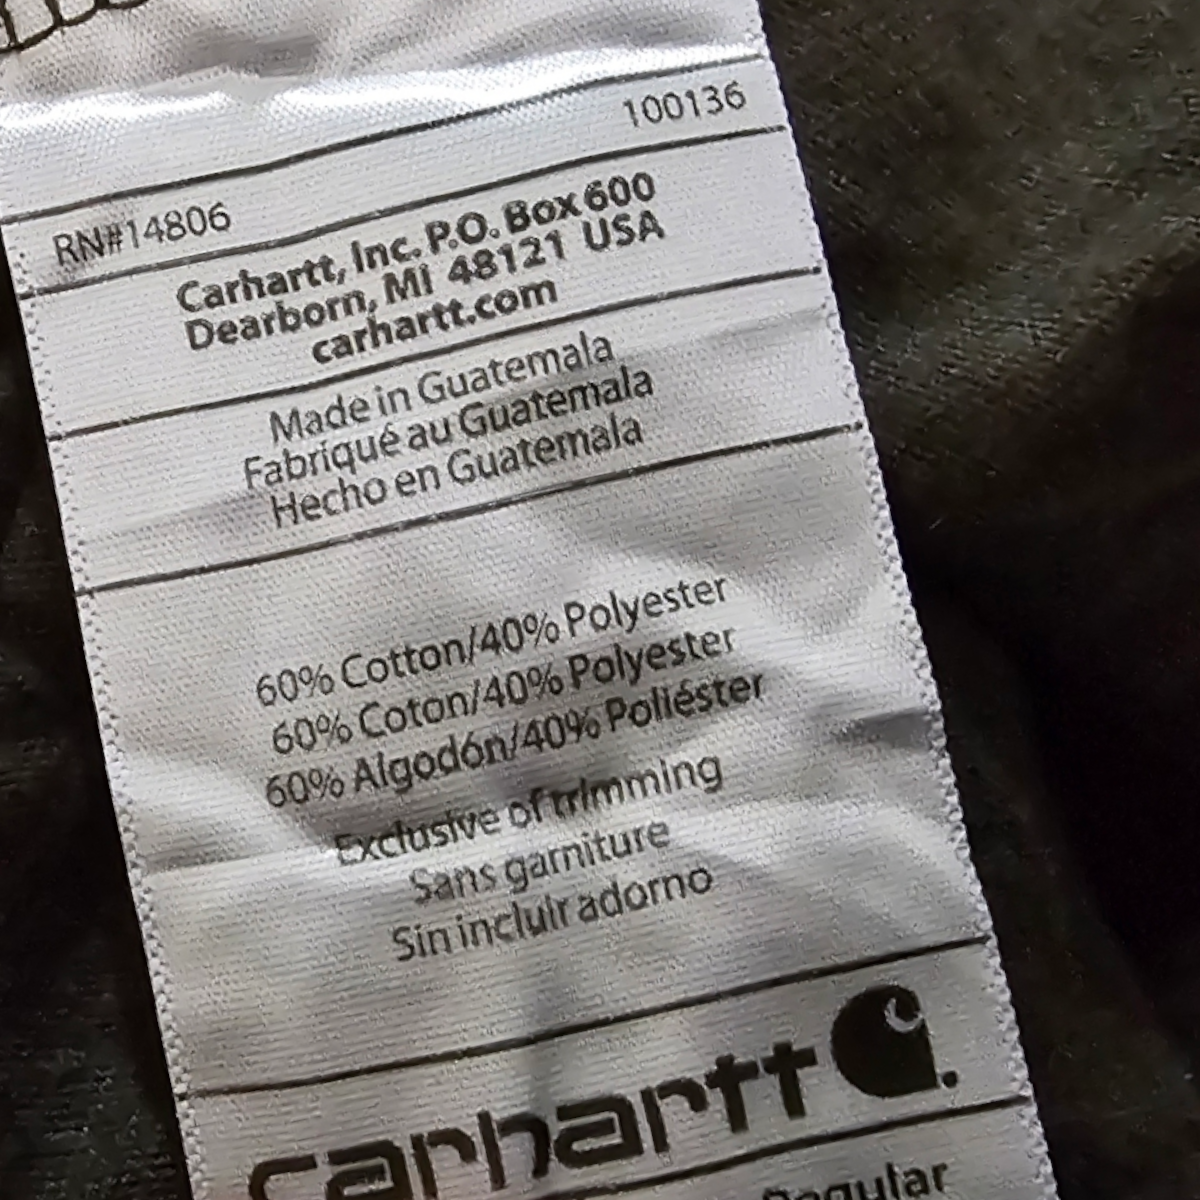 100136
RN#14806
Carhartt, Inc. P.O. Box 600
Dearborn, MI 48121 USA
carhartt.com
Made in Guatemala
Fabriqué au Guatemala
Hecho en Guatemala
60% Cotton/40% Polyester
60% Coton/40% Polyester
60% Algodón/40% Poliéster
Exclusive of trimming
Sans garniture
Sin incluir adorno
carhartt
Regular